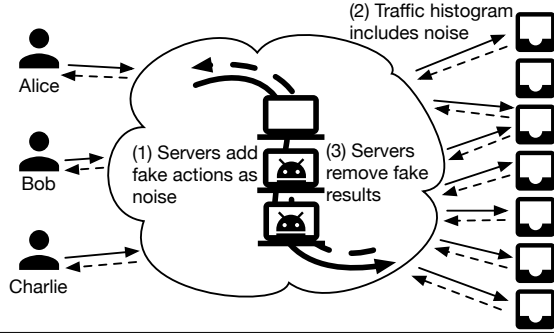 (2) Traffic histogram
includes noise
Alice
(1) Servers add
fake actions as
noise
(3) Servers
remove fake
results
Bob
Charlie